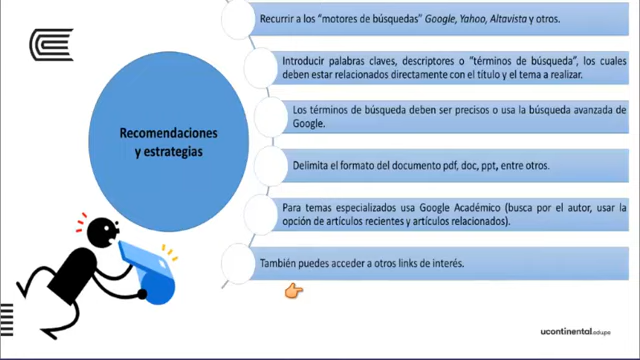 Recurrir a los "motores de búsquedas" Google, Yahoo, Altavista y otros.
Introducir palabras claves, descriptores o "términos de búsqueda", los cuales
deben estar relacionados directamente con el título y el tema a realizar.
Recomendaciones
y estrategias
Los términos de búsqueda deben ser precisos o usa la búsqueda avanzada de
Google.
Delimita el formato del documento pdf, doc, ppt, entre otros.
Para temas especializados usa Google Académico (busca por el autor, usar la
opción de artículos recientes y artículos relacionados).
También puedes acceder a otros links de interés.
ucontinental.edu.pe